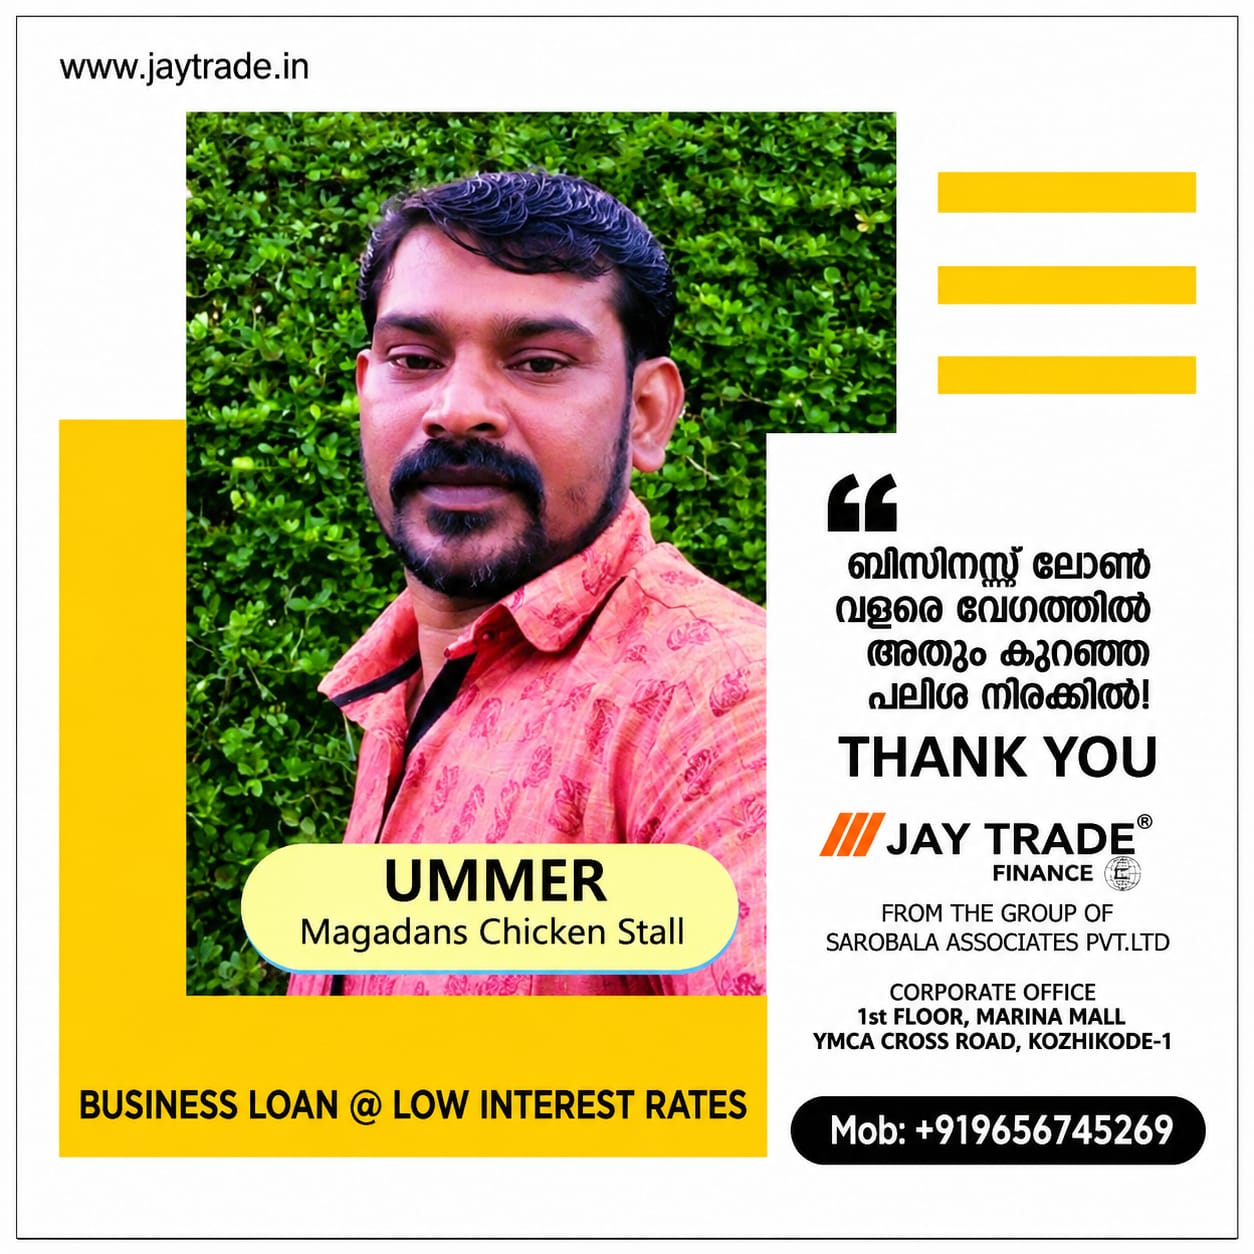 www.jaytrade.in
ബിസിനസ്സ് ലോൺ
വളരെ വേഗത്തിൽ
അതും കുറഞ്ഞ
പലിശ നിരക്കിൽ!
THANK YOU
JAY TRADE®
FINANCE
FROM THE GROUP OF
SAROBALA ASSOCIATES PVT.LTD
CORPORATE OFFICE
1st FLOOR, MARINA MALL
YMCA CROSS ROAD, KOZHIKODE-1
Mob: +919656745269
UMMER
Magadans Chicken Stall
BUSINESS LOAN @ LOW INTEREST RATES